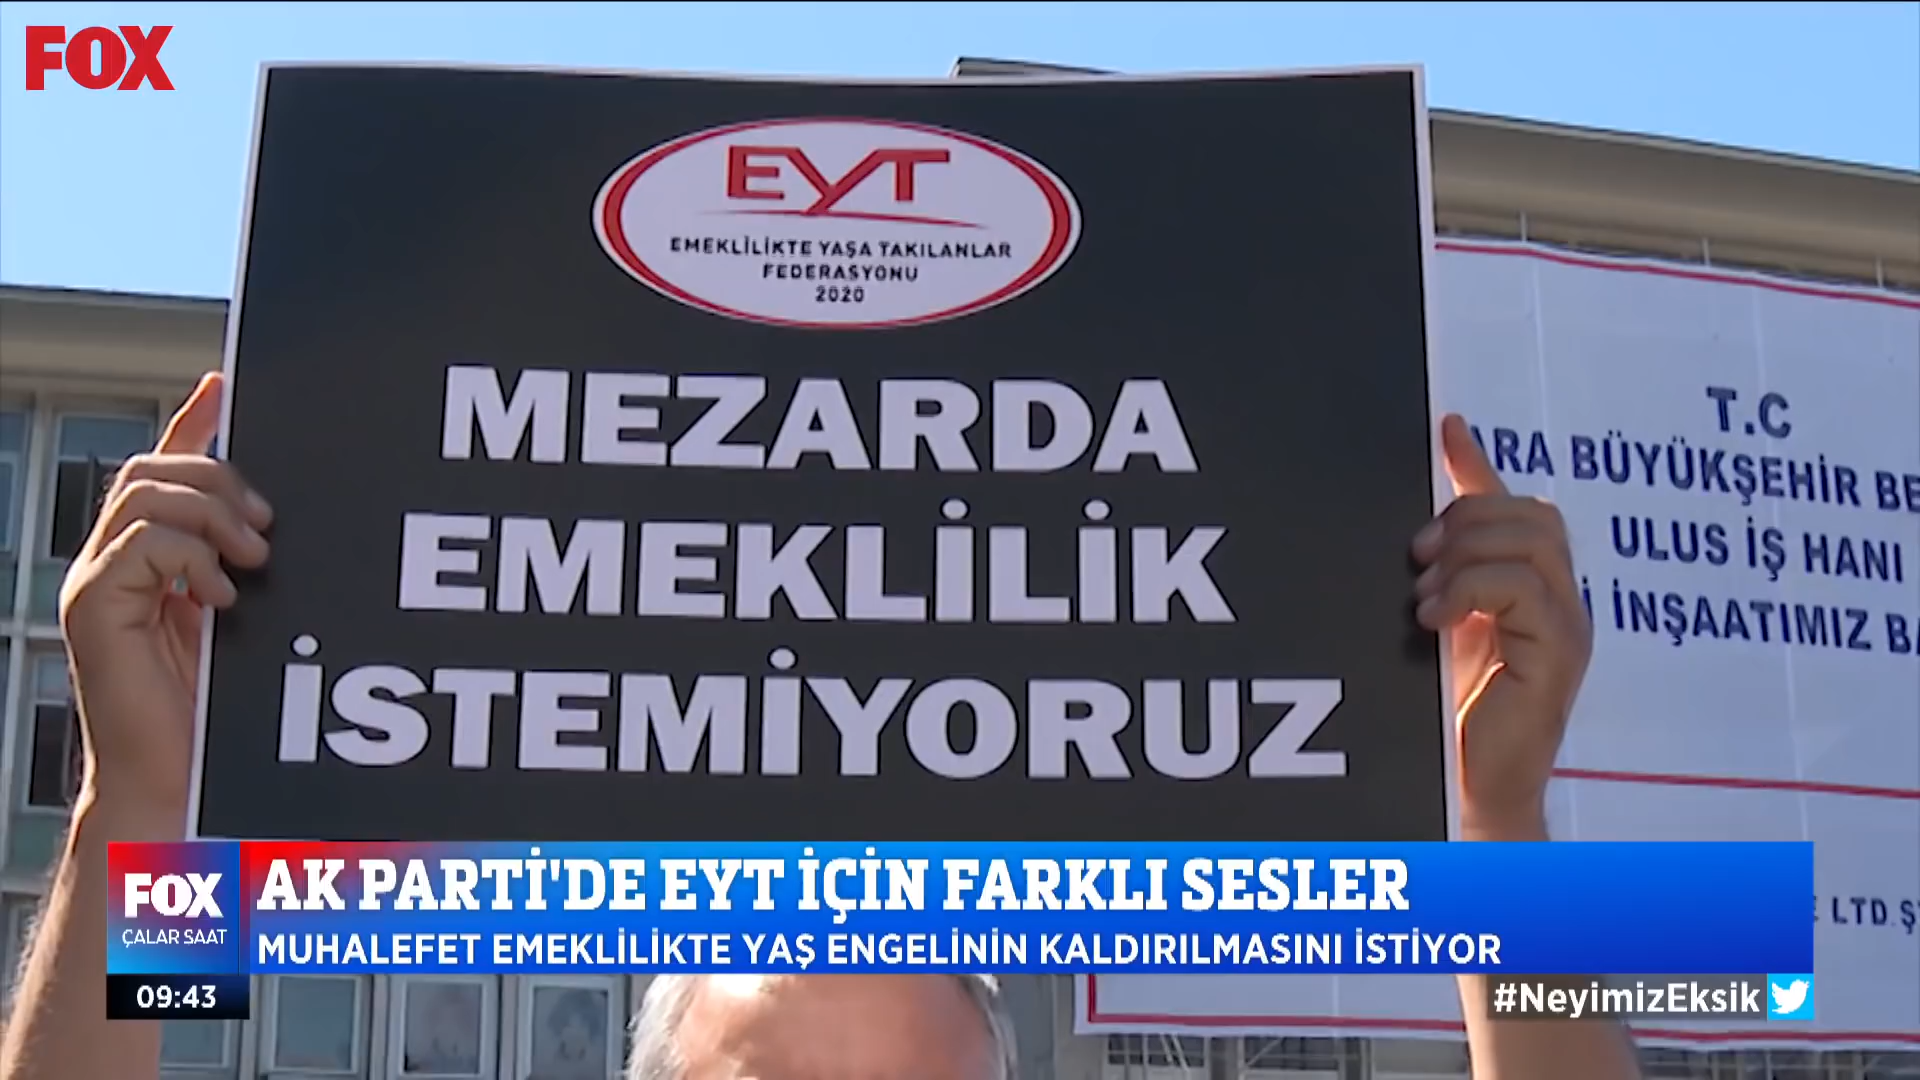 FOX
EYT
EMEKLİLİKTE YAŞA TAKILANLAR
FEDERASYONU
2020
MEZARDA
EMEKLİLİK
İSTEMİYORUZ
T.C
BÜYÜKŞEHİR
ULUS İŞ HANI
İNŞAATIMIZ
LTD.
FOX
ÇALAR SAAT
09:43
AK PARTİ'DE EYT İÇİN FARKLI SESLER
MUHALEFET EMEKLİLİKTE YAŞ ENGELİNİN KALDIRILMASINI İSTİYOR
#NeyimizEksik